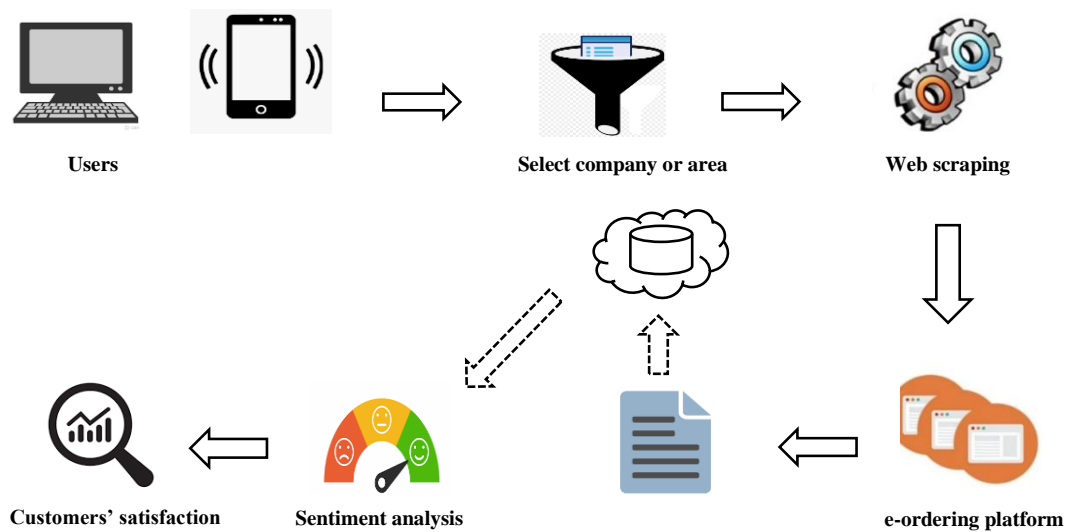 Users
Select company or area
Web scraping
Customers’ satisfaction
Sentiment analysis
e-ordering platform